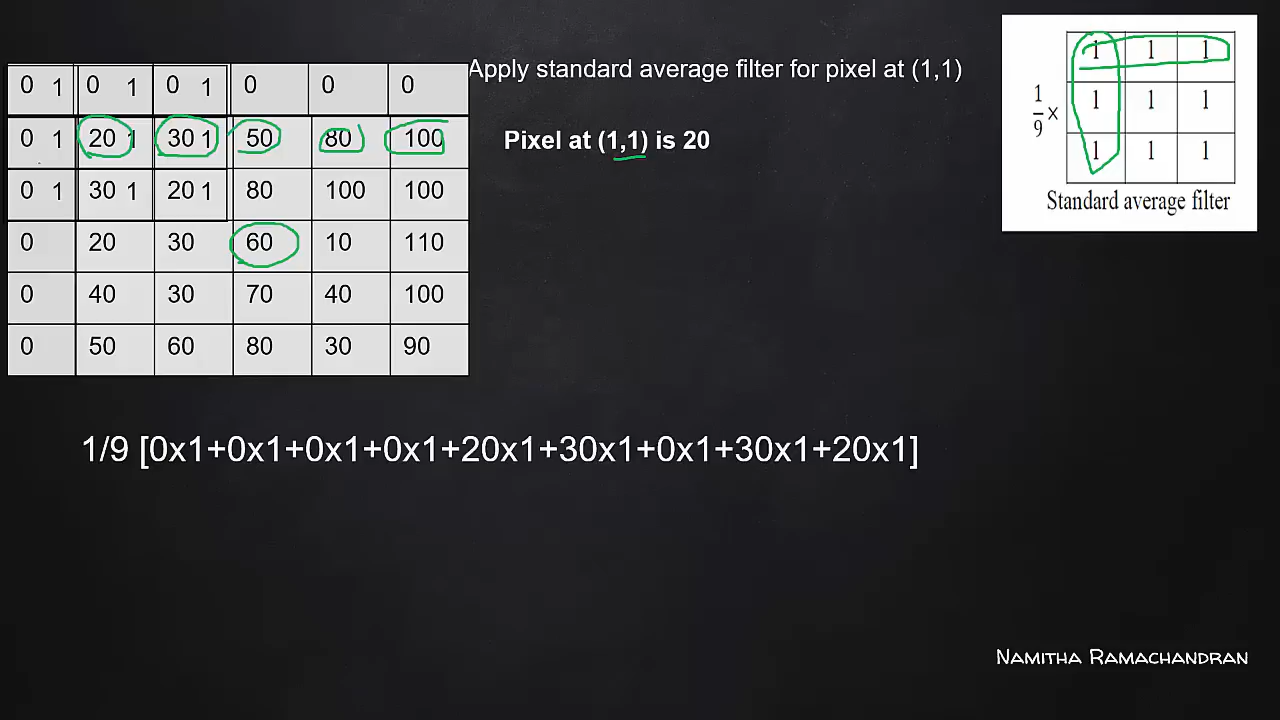 Apply standard average filter for pixel at (1,1)
Pixel at (1,1) is 20
0 1 0 1 0 1 0 0 0
0 1 20 1 30 1 50 80 100
0 1 30 1 20 1 80 100 100
0 20 30 60 10 110
0 40 30 70 40 100
0 50 60 80 30 90
1 1 1
1/9 × 1 1 1
1 1 1
Standard average filter
1/9 [0x1+0x1+0x1+0x1+20x1+30x1+0x1+30x1+20x1]
Namitha Ramachandran